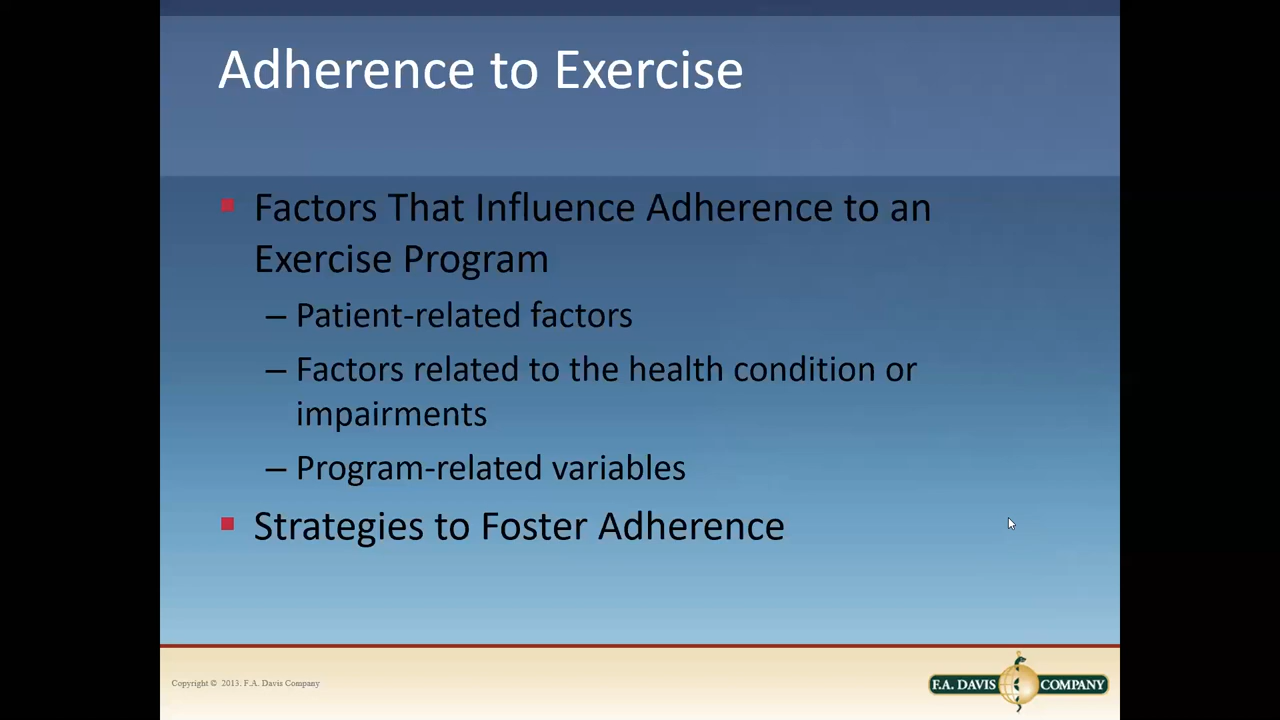 Adherence to Exercise
Factors That Influence Adherence to an
Exercise Program
– Patient-related factors
– Factors related to the health condition or
impairments
– Program-related variables
Strategies to Foster Adherence
Copyright © 2013. F.A. Davis Company
F.A. DAVIS COMPANY